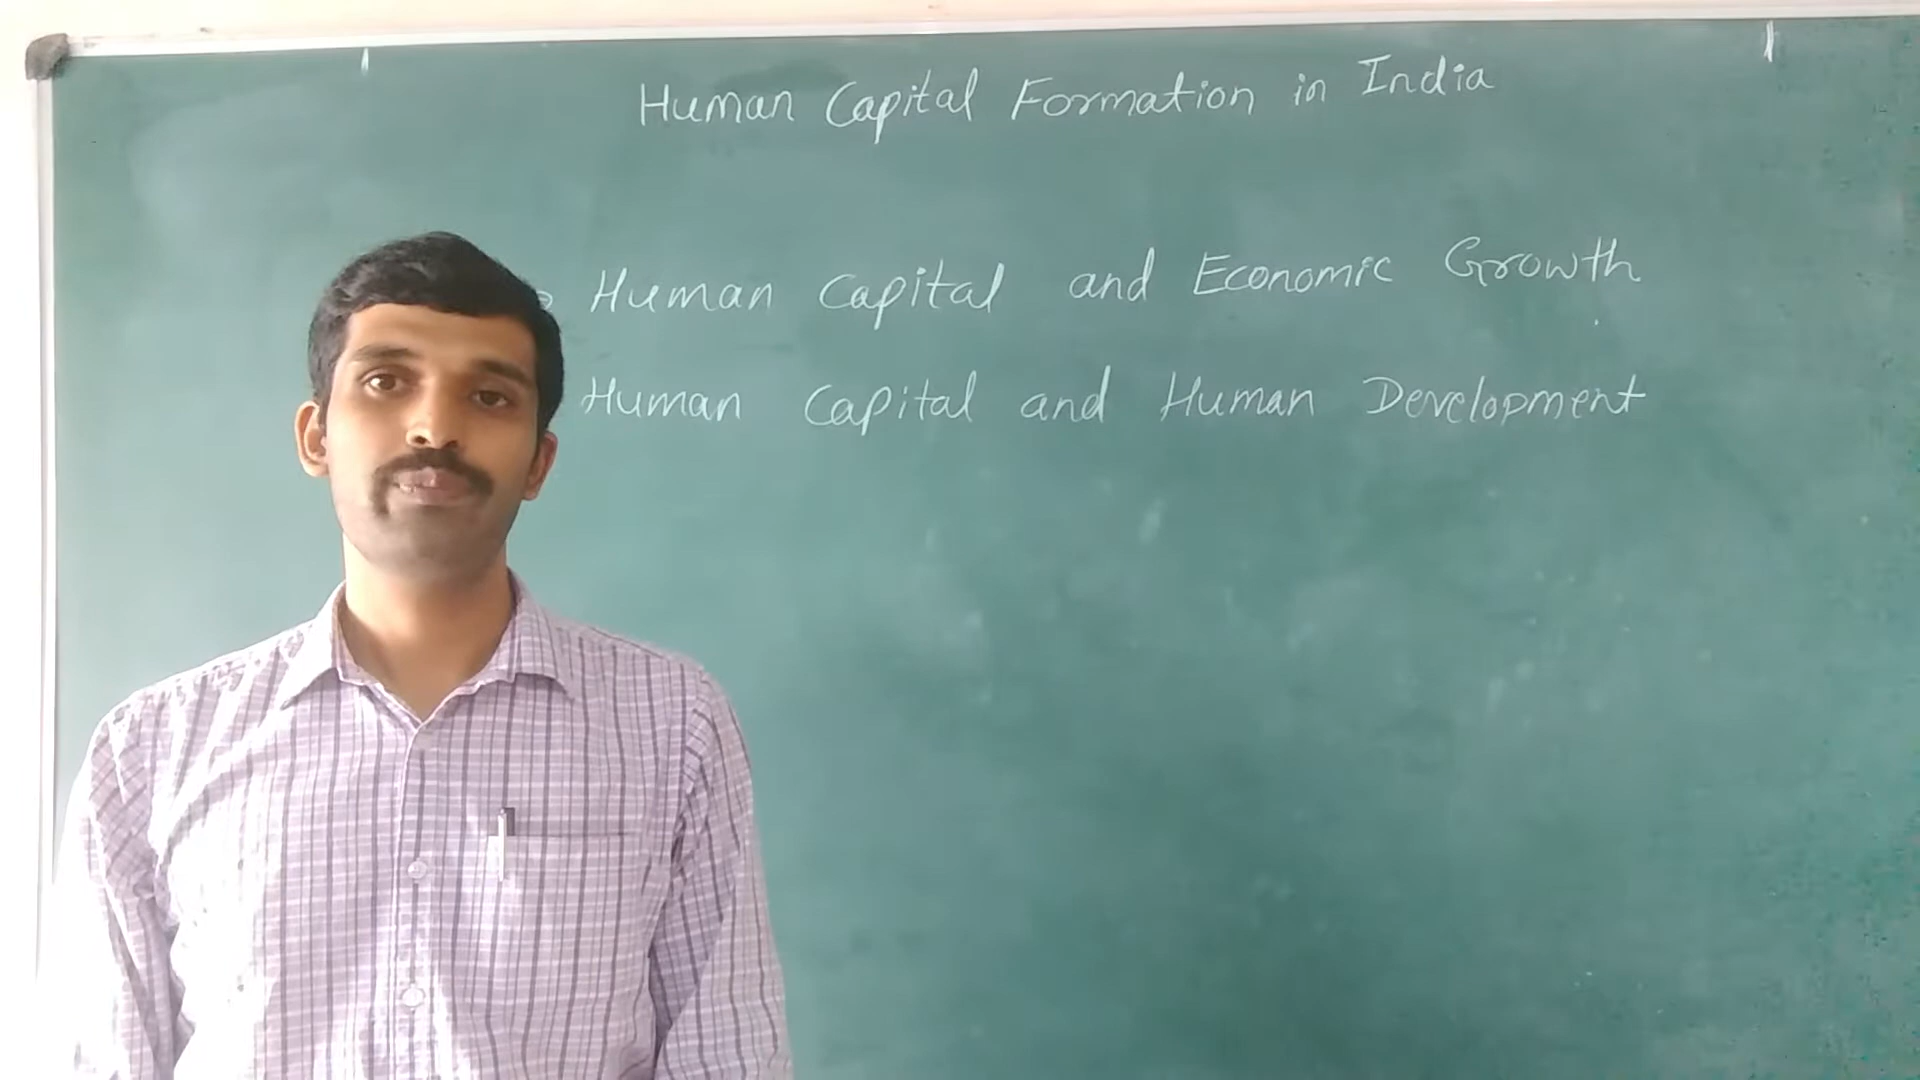 Human Capital Formation in India
Human Capital and Economic Growth
Human Capital and Human Development